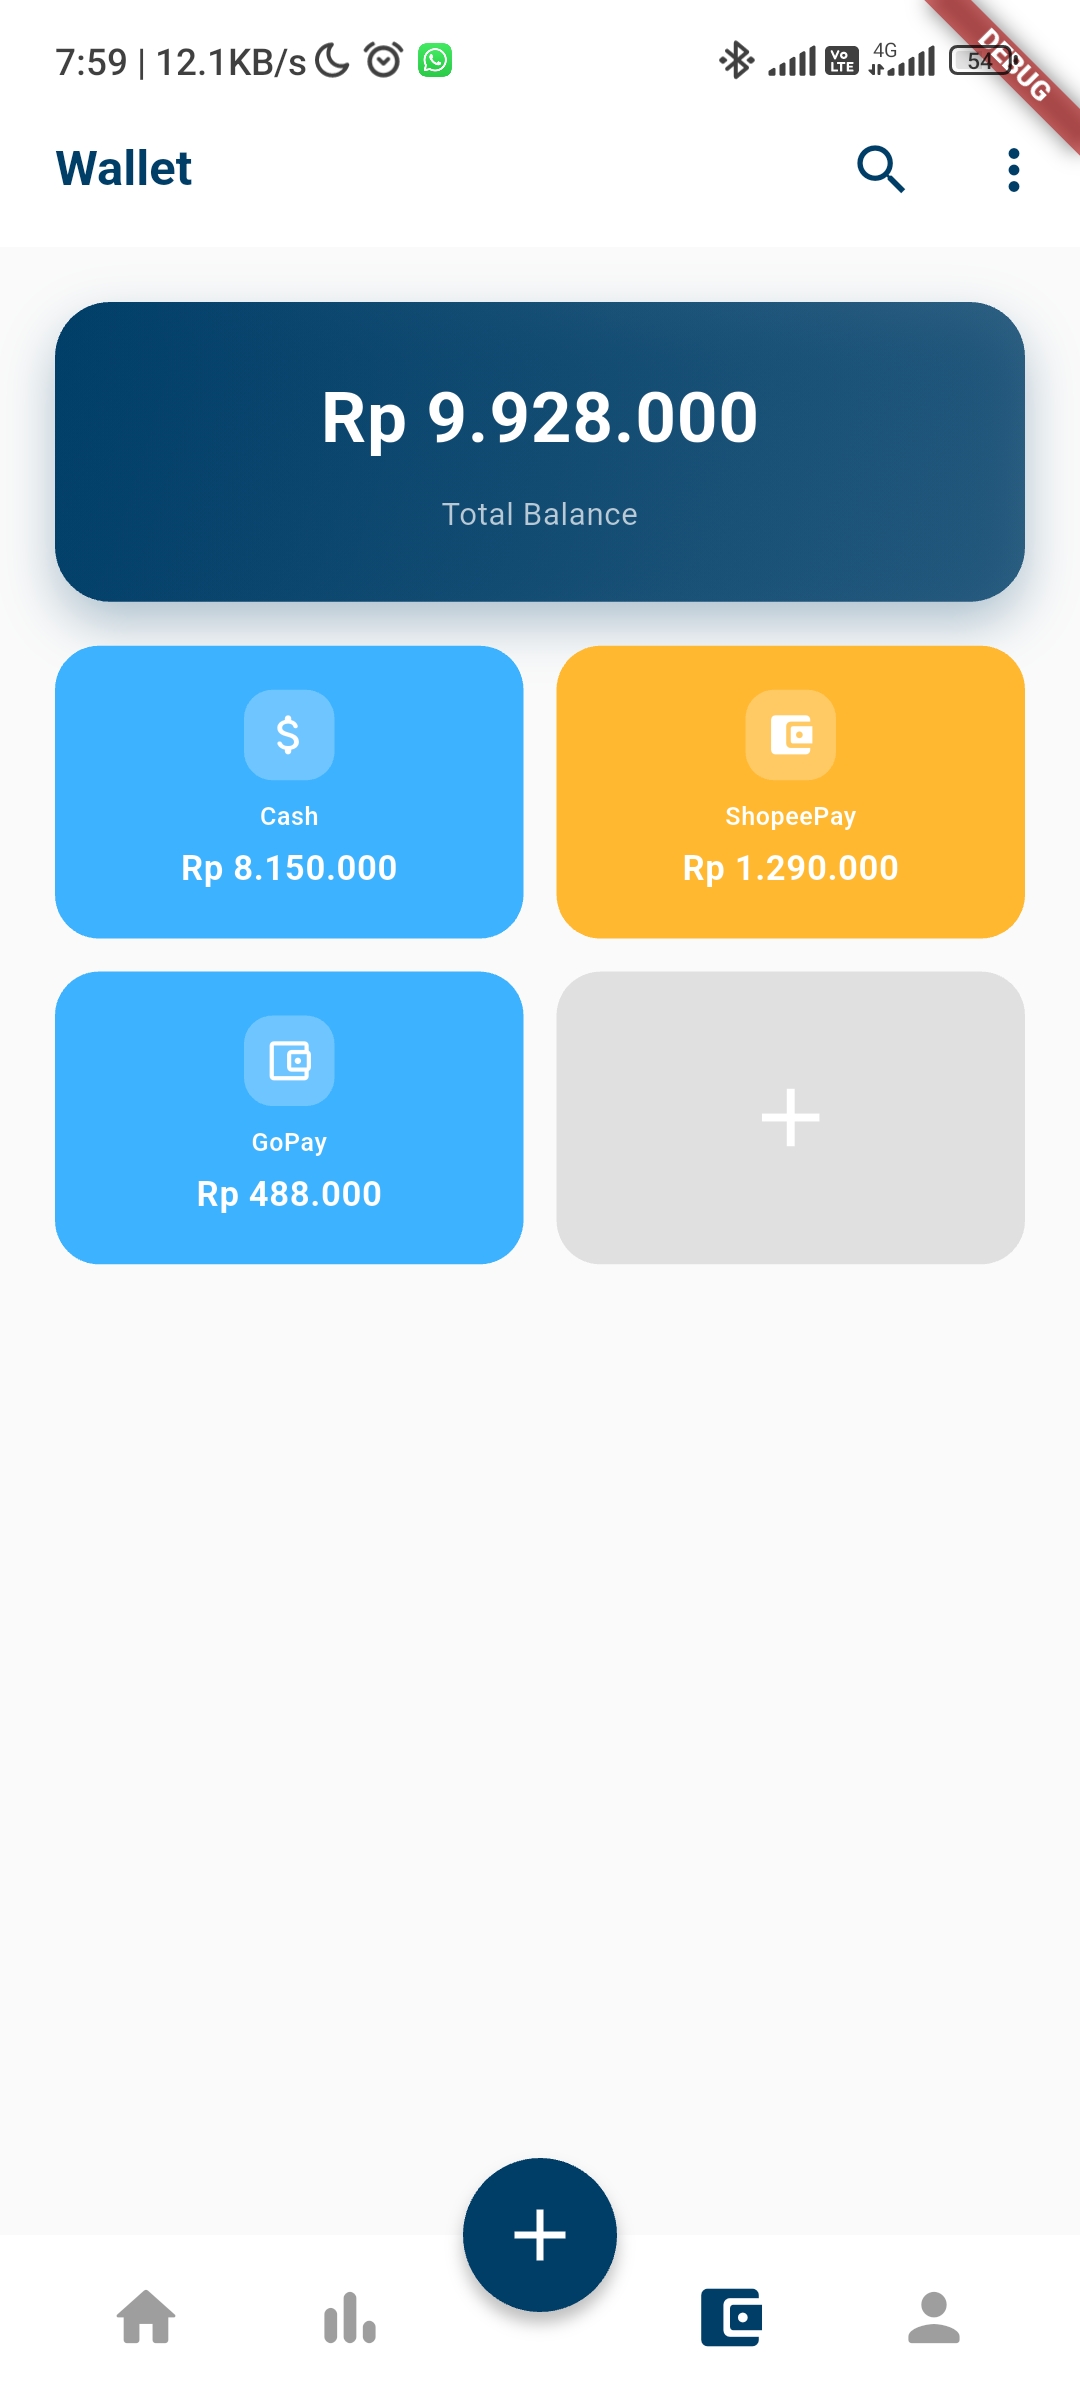 7:59 | 12.1KB/s
Vo
LTE
4G
54
DEBUG
Wallet
Rp 9.928.000
Total Balance
$
Cash
Rp 8.150.000
ShopeePay
Rp 1.290.000
GoPay
Rp 488.000